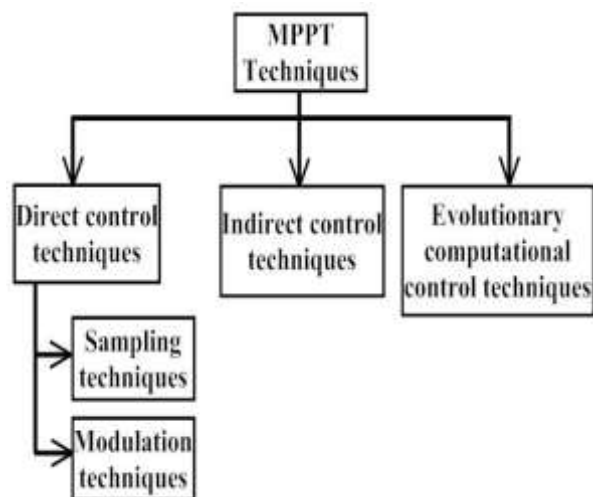 MPPT
Techniques
Direct control
techniques
Indirect control
techniques
Evolutionary
computational
control techniques
Sampling
techniques
Modulation
techniques